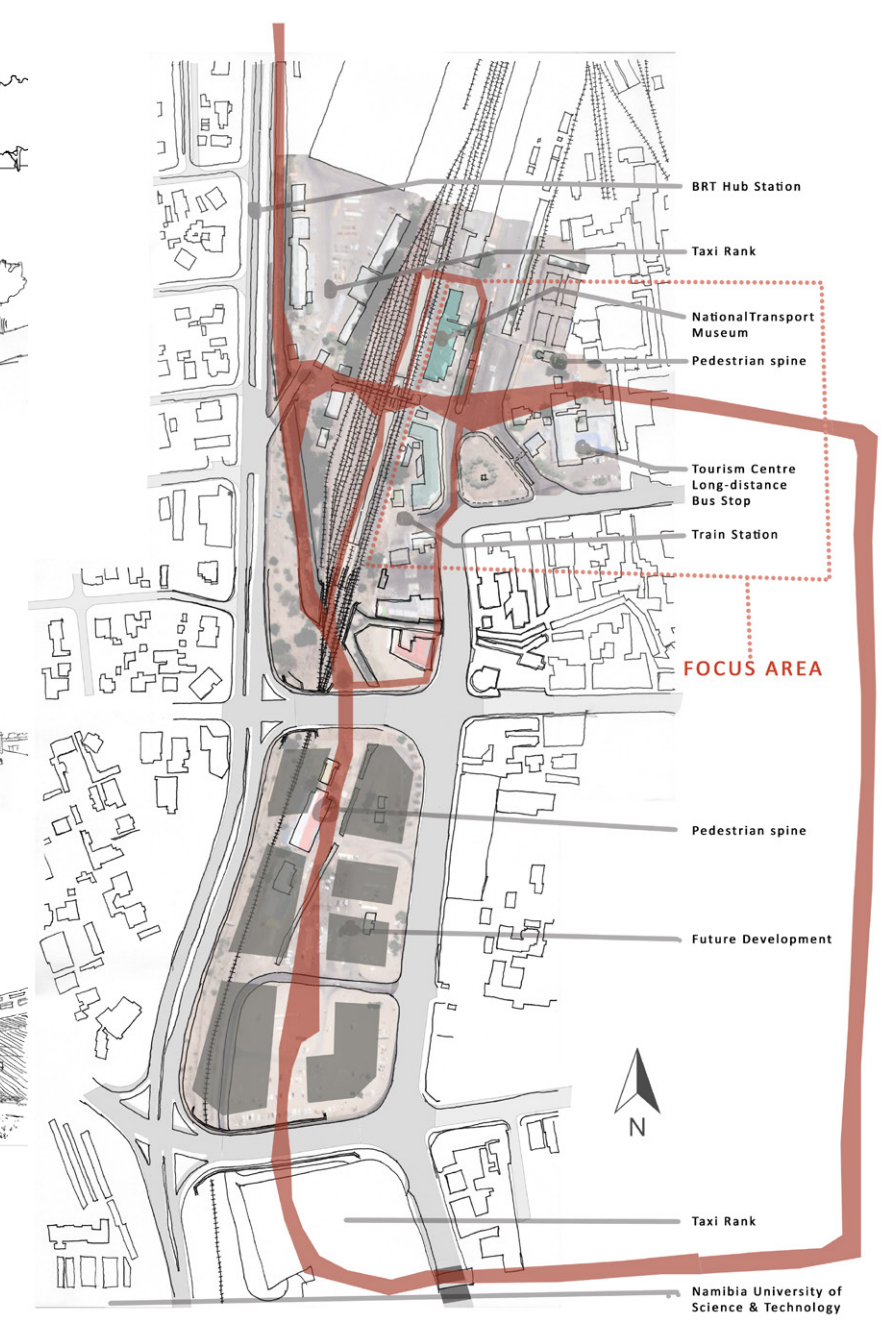 BRT Hub Station
Taxi Rank
NationalTransport
Museum
Pedestrian spine
Tourism Centre
Long-distance
Bus Stop
Train Station
FOCUS AREA
Pedestrian spine
Future Development
N
Taxi Rank
Namibia University of
Science & Technology